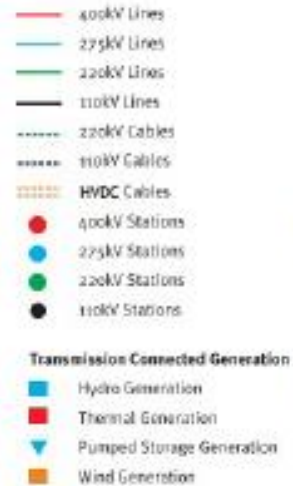 400kV Lines
275kV Lines
220kV Lines
110kV Lines
220kV Cables
110kV Cables
HVDC Cables
400kV Stations
275kV Stations
220kV Stations
110kV Stations
Transmission Connected Generation
Hydro Generation
Thermal Generation
Pumped Storage Generation
Wind Generation